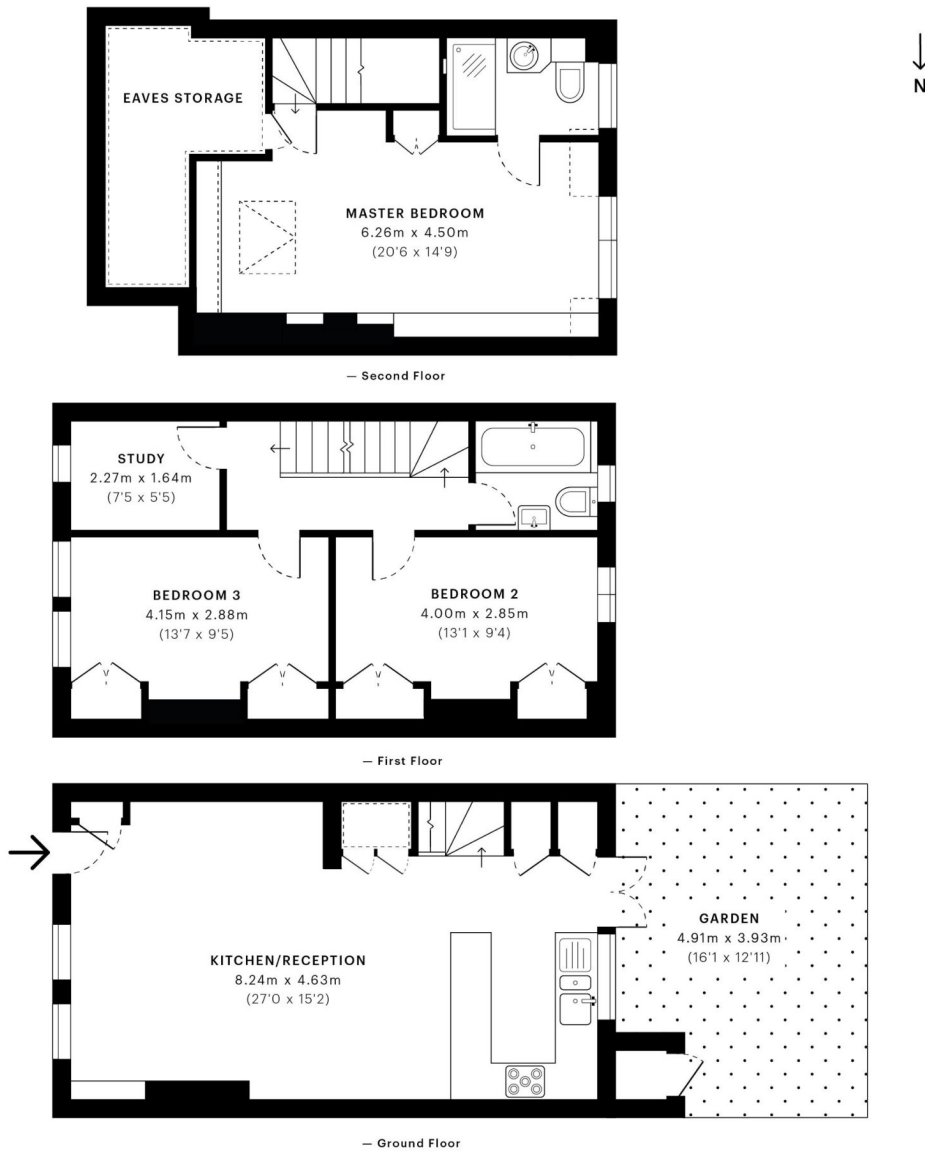 N
EAVES STORAGE
MASTER BEDROOM
6.26m x 4.50m
(20'6 x 14'9)
— Second Floor
STUDY
2.27m x 1.64m
(7'5 x 5'5)
BEDROOM 3
4.15m x 2.88m
(13'7 x 9'5)
BEDROOM 2
4.00m x 2.85m
(13'1 x 9'4)
— First Floor
KITCHEN/RECEPTION
8.24m x 4.63m
(27'0 x 15'2)
GARDEN
4.91m x 3.93m
(16'1 x 12'11)
— Ground Floor